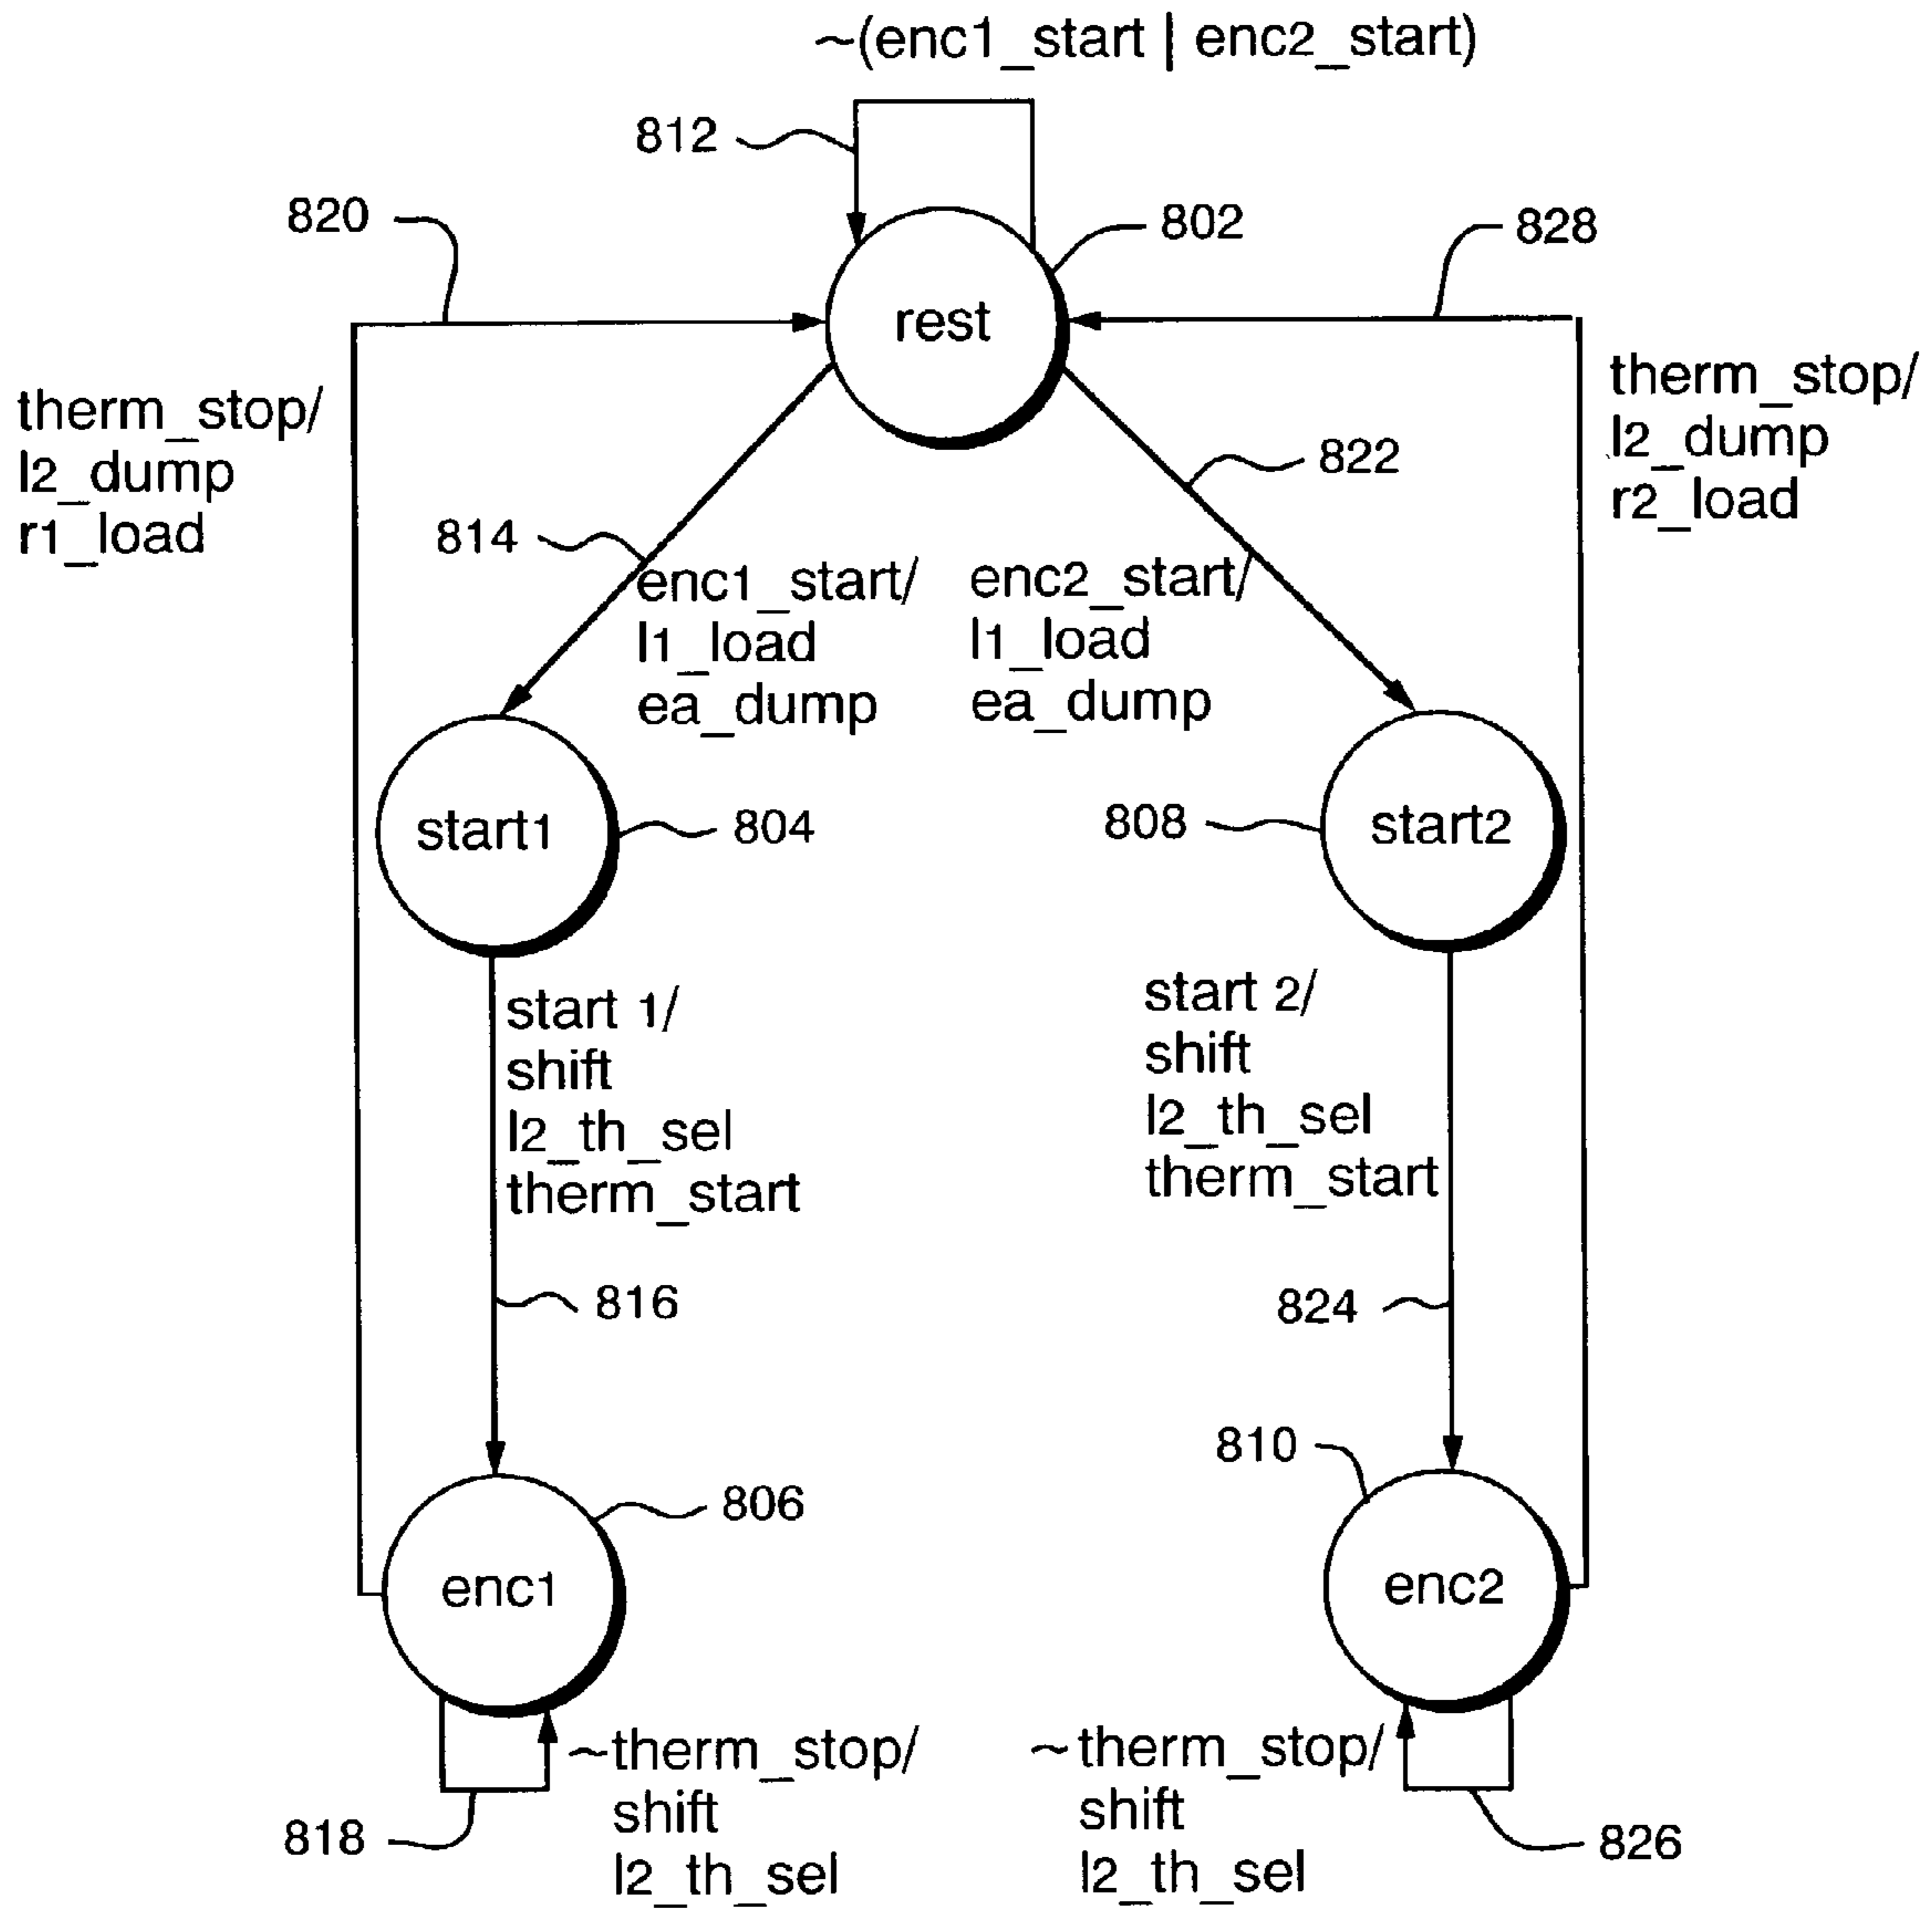 ~(enc1_start | enc2_start)
812
820
802
828
rest
therm_stop/
l2_dump
r1_load
therm_stop/
l2_dump
r2_load
822
814
enc1_start/
l1_load
ea_dump
enc2_start/
l1_load
ea_dump
start1
804
808
start2
start 1/
shift
l2_th_sel
therm_start
start 2/
shift
l2_th_sel
therm_start
816
824
810
806
enc1
enc2
~therm_stop/
shift
l2_th_sel
~therm_stop/
shift
l2_th_sel
818
826